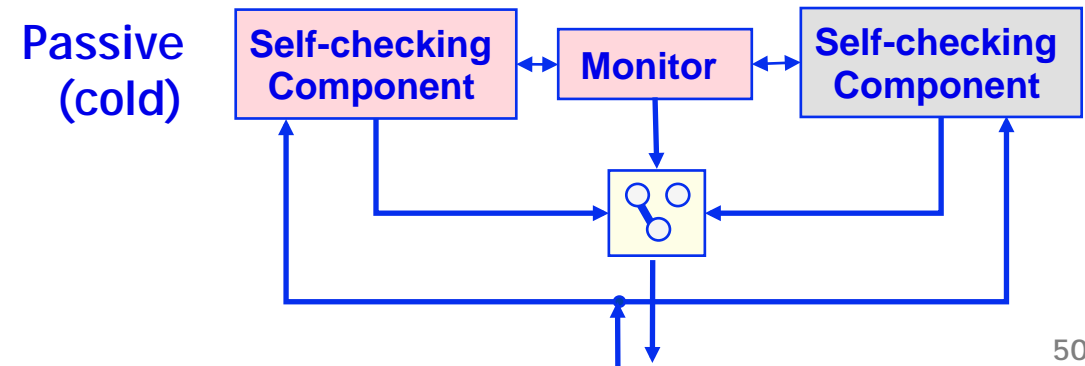 Passive
(cold)
Self-checking
Component
Monitor
Self-checking
Component
50